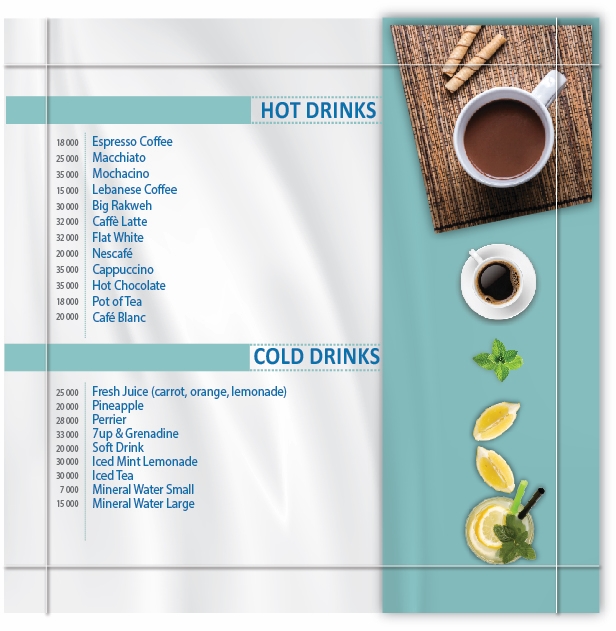 HOT DRINKS
18 000 Espresso Coffee
25 000 Macchiato
35 000 Mochacino
15 000 Lebanese Coffee
30 000 Big Rakweh
32 000 Caffè Latte
32 000 Flat White
20 000 Nescafé
35 000 Cappuccino
35 000 Hot Chocolate
18 000 Pot of Tea
20 000 Café Blanc
COLD DRINKS
25 000 Fresh Juice (carrot, orange, lemonade)
20 000 Pineapple
28 000 Perrier
33 000 7up & Grenadine
20 000 Soft Drink
30 000 Iced Mint Lemonade
30 000 Iced Tea
7 000 Mineral Water Small
15 000 Mineral Water Large